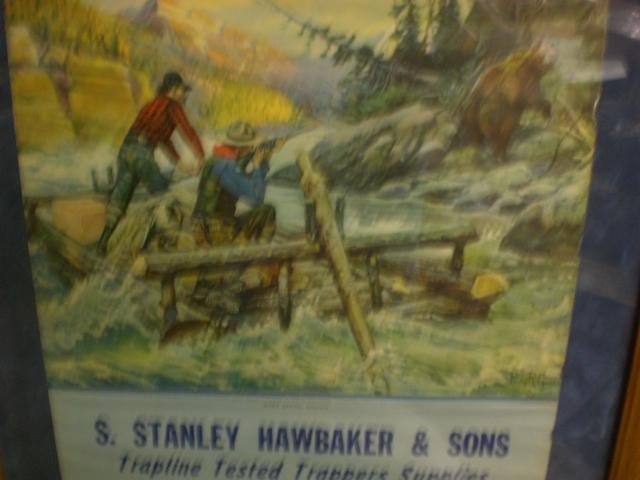 S. STANLEY HAWBAKER & SONS
Trapline Tested Trappers Supplies